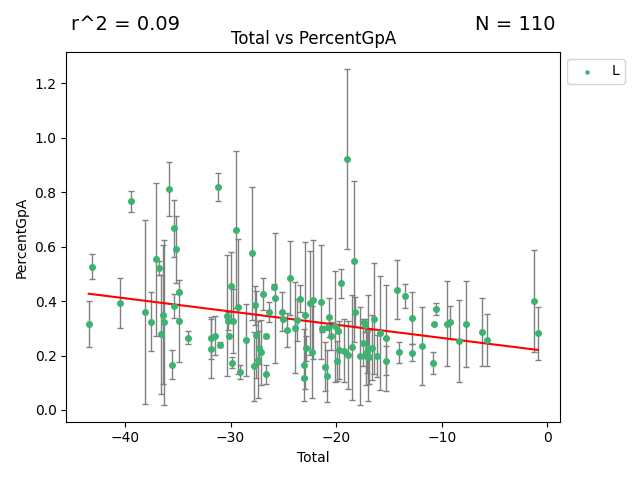 r^2 = 0.09
N = 110
Total vs PercentGpA
L
PercentGpA
1.2
1.0
0.8
0.6
0.4
0.2
0.0
−40
−30
−20
−10
0
Total